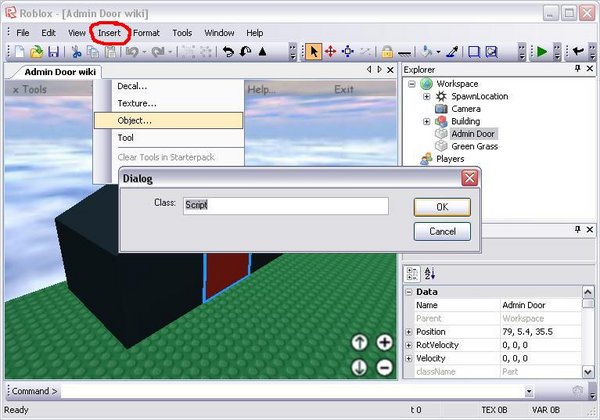 Roblox - [Admin Door wiki]
File Edit View Insert Format Tools Window Help
Admin Door wiki
x Tools
Help...
Exit
Decal...
Texture...
Object...
Tool
Clear Tools in Starterpack
Explorer
Workspace
SpawnLocation
Camera
Building
Admin Door
Green Grass
Players
Dialog
Class: Script
OK
Cancel
A
Z
Data
Name Admin Door
Parent Workspace
Position 79, 5.4, 35.5
RotVelocity 0, 0, 0
Velocity 0, 0, 0
className Part
Command >
Ready t 0 TEX 0B VAR 0B